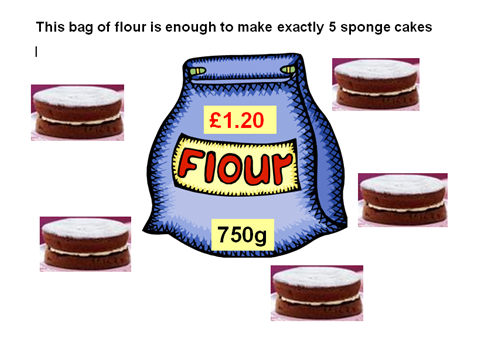 This bag of flour is enough to make exactly 5 sponge cakes
£1.20
Flour
750g